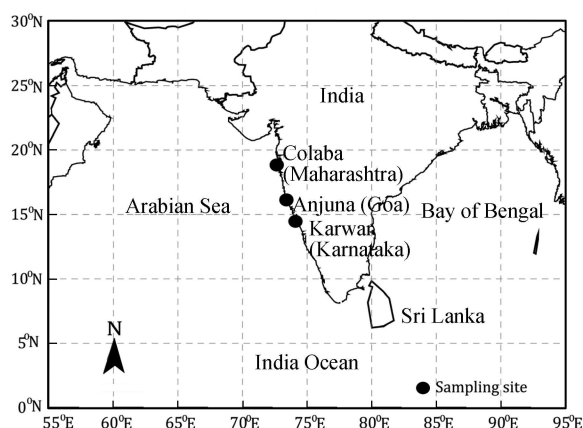 30°N
25°N
India
20°N
Colaba
(Maharashtra)
Arabian Sea
Anjuna (Goa)
Bay of Bengal
15°N
Karwar
(Karnataka)
10°N
Sri Lanka
5°N
N
India Ocean
Sampling site
0°N
55°E 60°E 65°E 70°E 75°E 80°E 85°E 90°E 95°E